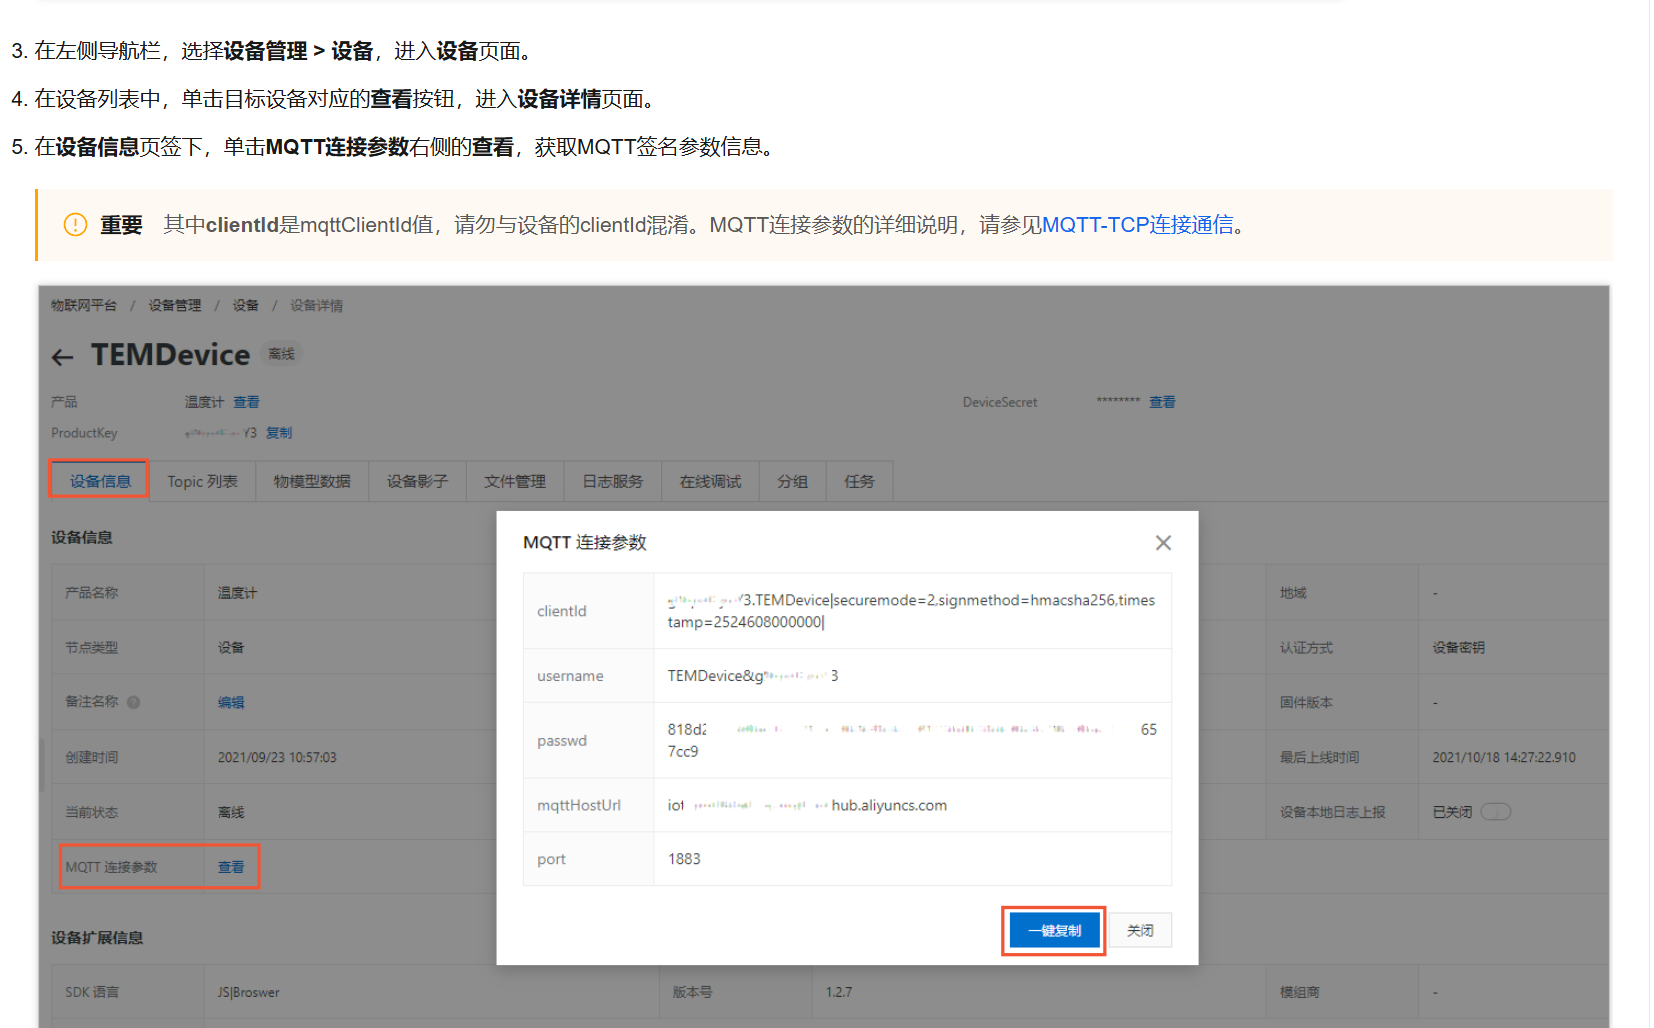 3. 在左侧导航栏，选择设备管理 > 设备，进入设备页面。
4. 在设备列表中，单击目标设备对应的查看按钮，进入设备详情页面。
5. 在设备信息页签下，单击MQTT连接参数右侧的查看，获取MQTT签名参数信息。
重要 其中clientId是mqttClientId值，请勿与设备的clientId混淆。MQTT连接参数的详细说明，请参见MQTT-TCP连接通信。
物联网平台 / 设备管理 / 设备 / 设备详情
← TEMDevice 离线
产品 温度计 查看 DeviceSecret ******** 查看
ProductKey Y3 复制
设备信息 Topic 列表 物模型数据 设备影子 文件管理 日志服务 在线调试 分组 任务
设备信息
产品名称 温度计 地域 -
节点类型 设备 认证方式 设备密钥
备注名称 编辑 固件版本 -
创建时间 2021/09/23 10:57:03 最后上线时间 2021/10/18 14:27:22.910
当前状态 离线 设备本地日志上报 已关闭
MQTT 连接参数 查看
MQTT 连接参数
clientId 3.TEMDevice|securemode=2,signmethod=hmacsha256,times
tamp=2524608000000|
username TEMDevice&g 3
passwd 818d2 65
7cc9
mqttHostUrl iot hub.aliyuncs.com
port 1883
一键复制 关闭
设备扩展信息
SDK 语言 JS|Broswer 版本号 1.2.7 模组商 -